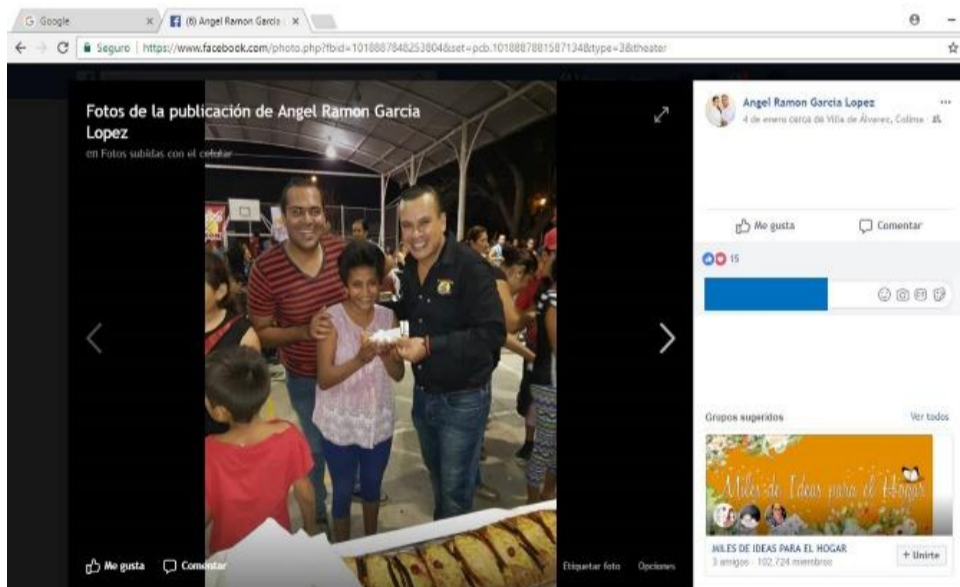 Google
(6) Angel Ramon Garcia
Seguro
https://www.facebook.com/photo.php?fbid=1018887848253804&set=pcb.1018878815871348&type=3&theater
Fotos de la publicación de Angel Ramon Garcia
Lopez
en Fotos subidas con el celular
Me gusta
Comentar
Etiquetar foto
Opciones
Angel Ramon Garcia Lopez
4 de enero cerca de Villa de Álvarez, Colima
Me gusta
Comentar
15
Grupos sugeridos
Ver todos
Miles de Ideas para el Hogar
MILES DE IDEAS PARA EL HOGAR
3 amigos · 102,724 miembros
+ Unirte